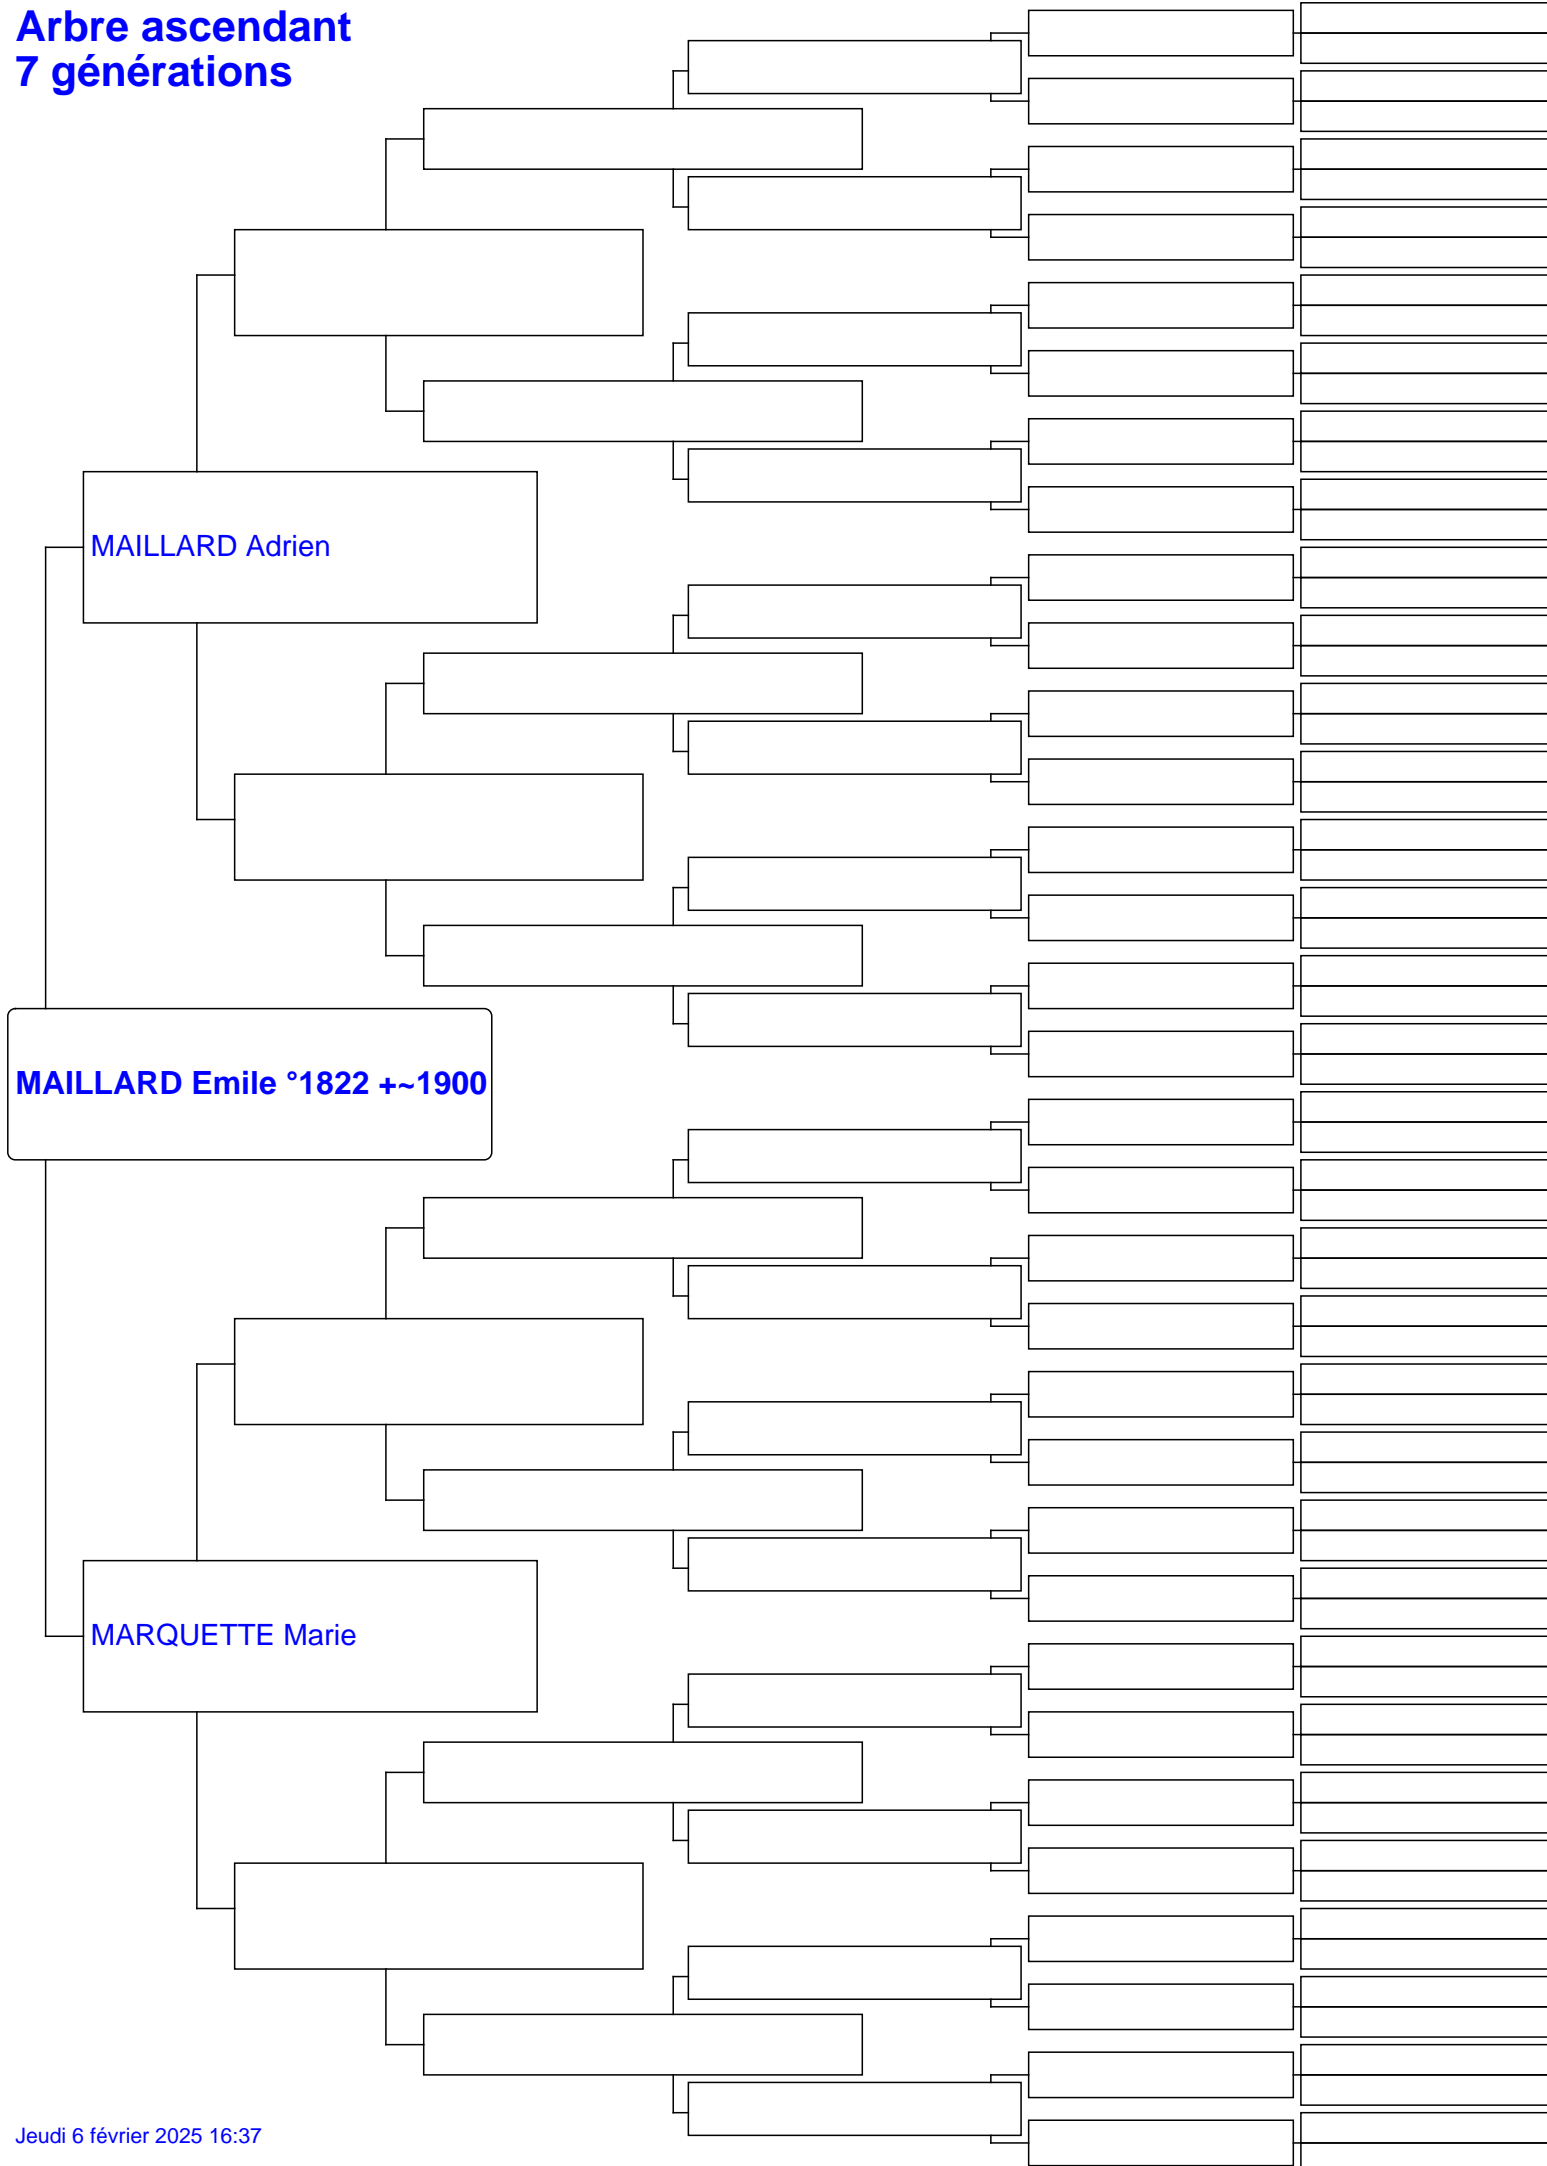 Arbre ascendant
7 générations
MAILLARD Adrien
MAILLARD Emile °1822 +~1900
MARQUETTE Marie
Jeudi 6 février 2025 16:37